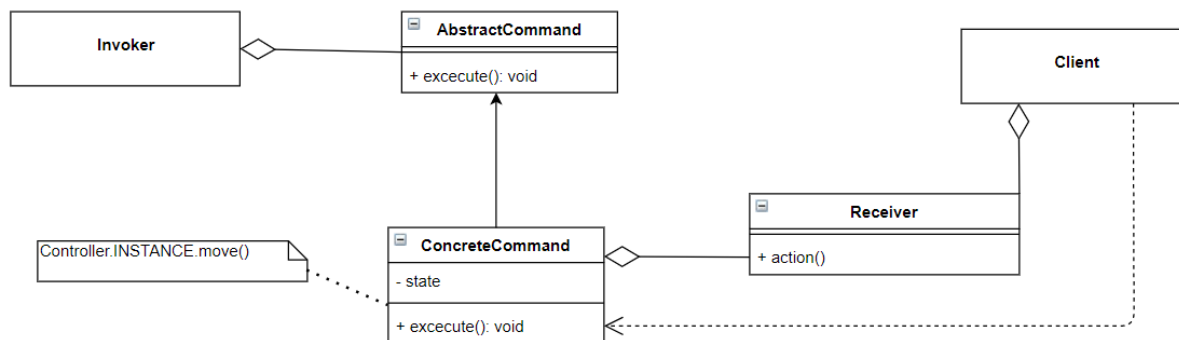 Invoker
AbstractCommand
+ excecute(): void
Client
Receiver
+ action()
Controller.INSTANCE.move()
ConcreteCommand
- state
+ excecute(): void